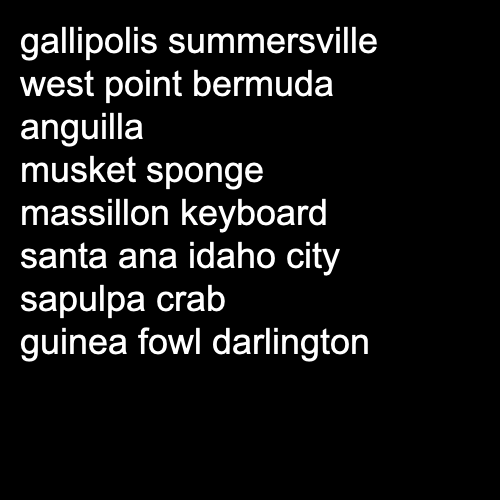 gallipolis summersville
west point bermuda
anguilla
musket sponge
massillon keyboard
santa ana idaho city
sapulpa crab
guinea fowl darlington